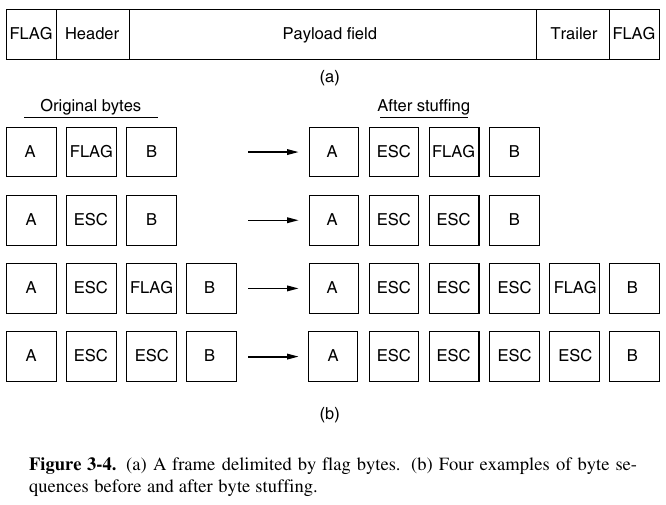 FLAG Header Payload field Trailer FLAG
(a)
Original bytes After stuffing
A FLAG B A ESC FLAG B
A ESC B A ESC ESC B
A ESC FLAG B A ESC ESC ESC FLAG B
A ESC ESC B A ESC ESC ESC ESC B
(b)
Figure 3-4. (a) A frame delimited by flag bytes. (b) Four examples of byte se-
quences before and after byte stuffing.